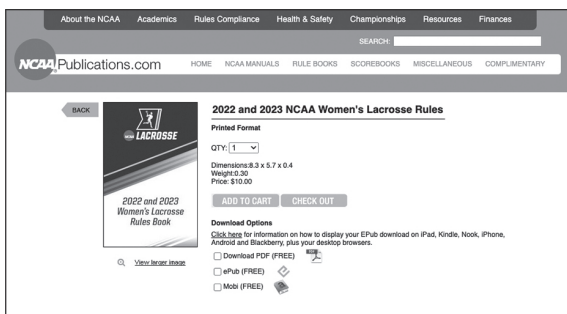 About the NCAA Academics Rules Compliance Health & Safety Championships Resources Finances
SEARCH:
NCAA Publications.com
HOME NCAA MANUALS RULE BOOKS SCOREBOOKS MISCELLANEOUS COMPLIMENTARY
BACK
NCAA LACROSSE
2022 and 2023
Women's Lacrosse
Rules Book
View larger image
2022 and 2023 NCAA Women's Lacrosse Rules
Printed Format
QTY: 1
Dimensions:8.3 x 5.7 x 0.4
Weight:0.30
Price: $10.00
ADD TO CART CHECK OUT
Download Options
Click here for information on how to display your EPub download on iPad, Kindle, Nook, iPhone,
Android and Blackberry, plus your desktop browsers.
Download PDF (FREE)
ePub (FREE)
Mobi (FREE)